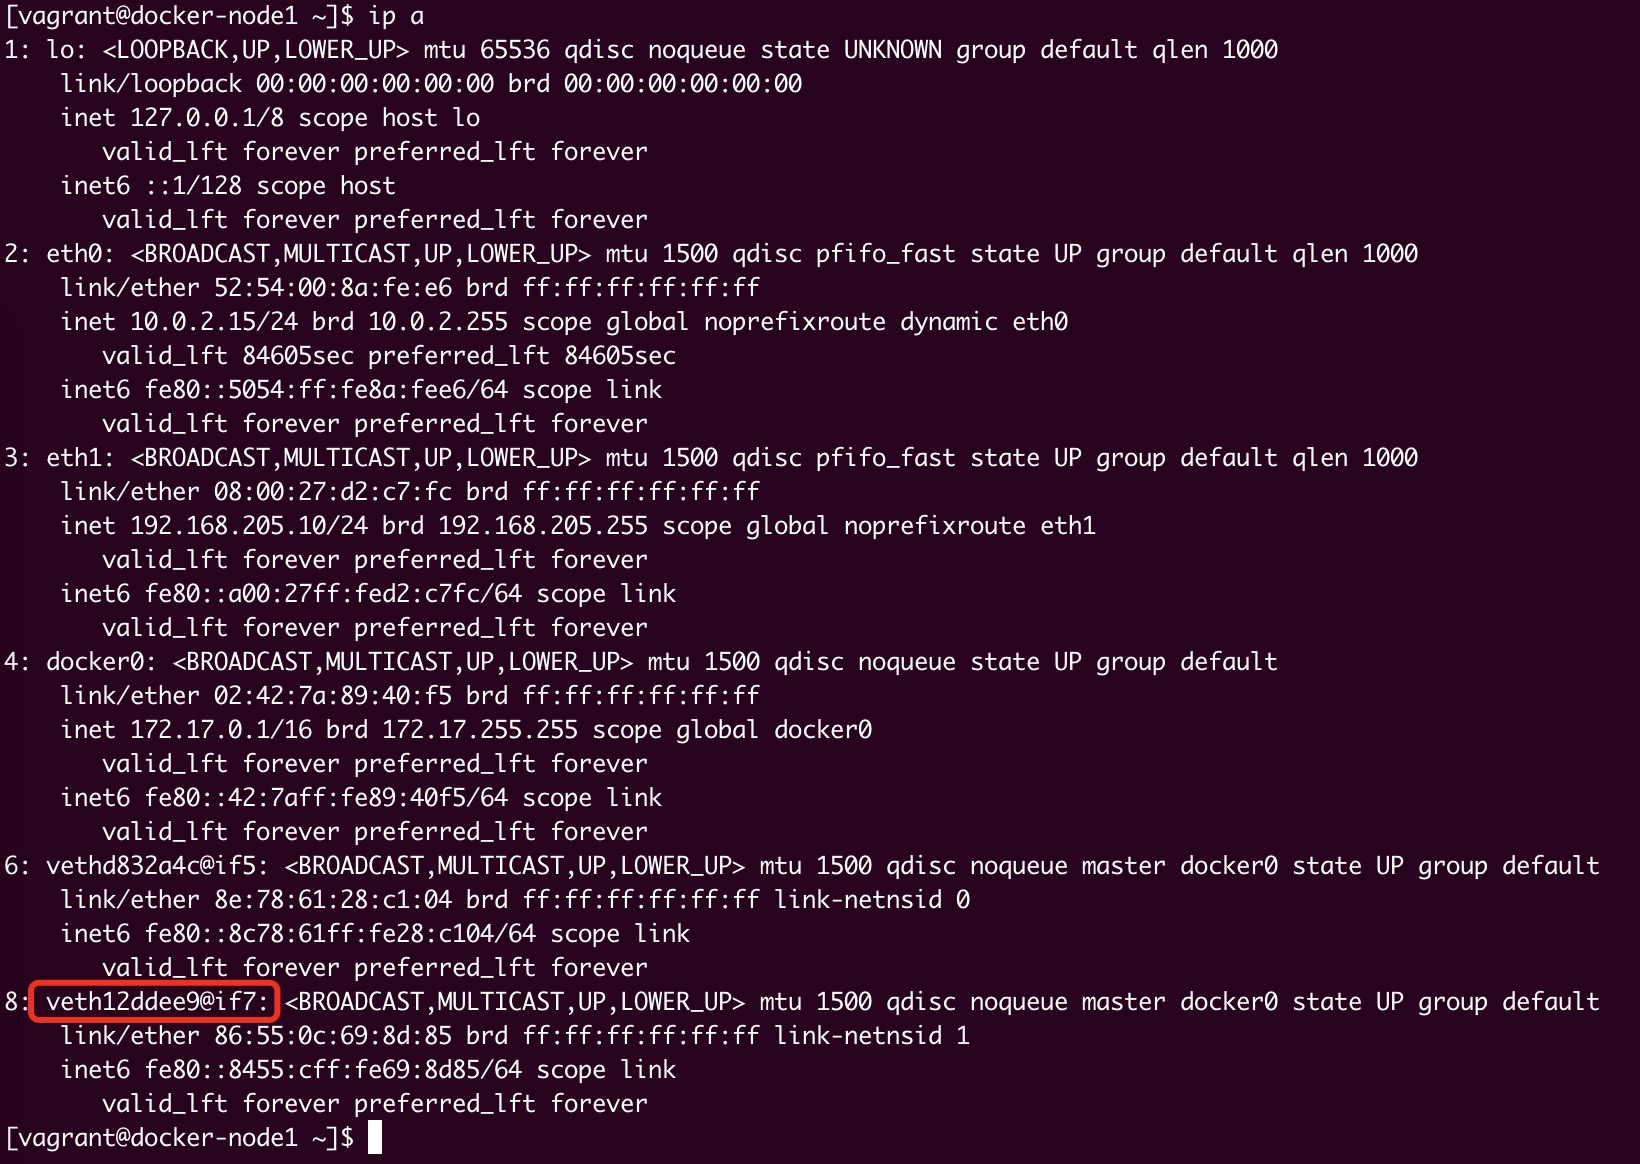 [vagrant@docker-node1 ~]$ ip a
1: lo: <LOOPBACK,UP,LOWER_UP> mtu 65536 qdisc noqueue state UNKNOWN group default qlen 1000
    link/loopback 00:00:00:00:00:00 brd 00:00:00:00:00:00
    inet 127.0.0.1/8 scope host lo
       valid_lft forever preferred_lft forever
    inet6 ::1/128 scope host
       valid_lft forever preferred_lft forever
2: eth0: <BROADCAST,MULTICAST,UP,LOWER_UP> mtu 1500 qdisc pfifo_fast state UP group default qlen 1000
    link/ether 52:54:00:8a:fe:e6 brd ff:ff:ff:ff:ff:ff
    inet 10.0.2.15/24 brd 10.0.2.255 scope global noprefixroute dynamic eth0
       valid_lft 84605sec preferred_lft 84605sec
    inet6 fe80::5054:ff:fe8a:fee6/64 scope link
       valid_lft forever preferred_lft forever
3: eth1: <BROADCAST,MULTICAST,UP,LOWER_UP> mtu 1500 qdisc pfifo_fast state UP group default qlen 1000
    link/ether 08:00:27:d2:c7:fc brd ff:ff:ff:ff:ff:ff
    inet 192.168.205.10/24 brd 192.168.205.255 scope global noprefixroute eth1
       valid_lft forever preferred_lft forever
    inet6 fe80::a00:27ff:fed2:c7fc/64 scope link
       valid_lft forever preferred_lft forever
4: docker0: <BROADCAST,MULTICAST,UP,LOWER_UP> mtu 1500 qdisc noqueue state UP group default
    link/ether 02:42:7a:89:40:f5 brd ff:ff:ff:ff:ff:ff
    inet 172.17.0.1/16 brd 172.17.255.255 scope global docker0
       valid_lft forever preferred_lft forever
    inet6 fe80::42:7aff:fe89:40f5/64 scope link
       valid_lft forever preferred_lft forever
6: vethd832a4c@if5: <BROADCAST,MULTICAST,UP,LOWER_UP> mtu 1500 qdisc noqueue master docker0 state UP group default
    link/ether 8e:78:61:28:c1:04 brd ff:ff:ff:ff:ff:ff link-netnsid 0
    inet6 fe80::8c78:61ff:fe28:c104/64 scope link
       valid_lft forever preferred_lft forever
8: veth12ddee9@if7: <BROADCAST,MULTICAST,UP,LOWER_UP> mtu 1500 qdisc noqueue master docker0 state UP group default
    link/ether 86:55:0c:69:8d:85 brd ff:ff:ff:ff:ff:ff link-netnsid 1
    inet6 fe80::8455:cff:fe69:8d85/64 scope link
       valid_lft forever preferred_lft forever
[vagrant@docker-node1 ~]$